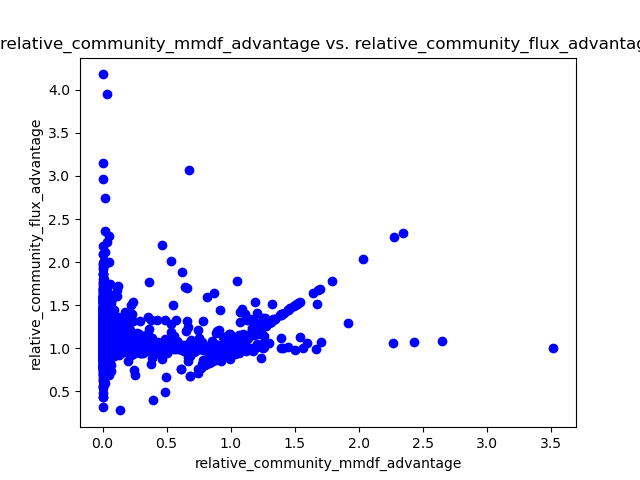 relative_community_mmdf_advantage vs. relative_community_flux_advantag
4.0
3.5
3.0
2.5
2.0
1.5
1.0
0.5
relative_community_flux_advantage
0.0 0.5 1.0 1.5 2.0 2.5 3.0 3.5
relative_community_mmdf_advantage